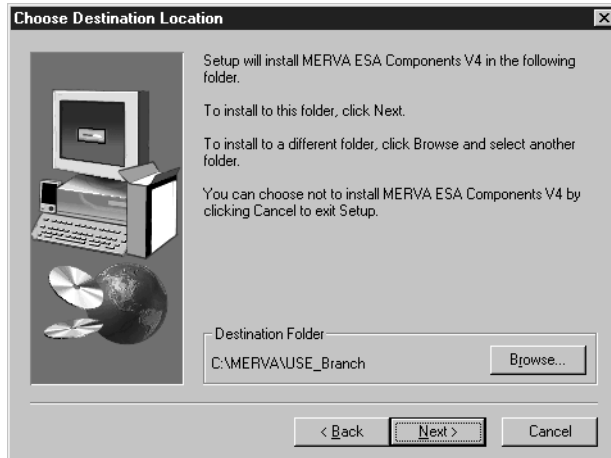 Choose Destination Location
Setup will install MERVA ESA Components V4 in the following
folder.
To install to this folder, click Next.
To install to a different folder, click Browse and select another
folder.
You can choose not to install MERVA ESA Components V4 by
clicking Cancel to exit Setup.
Destination Folder
C:\MERVA\USE_Branch
Browse...
< Back
Next >
Cancel